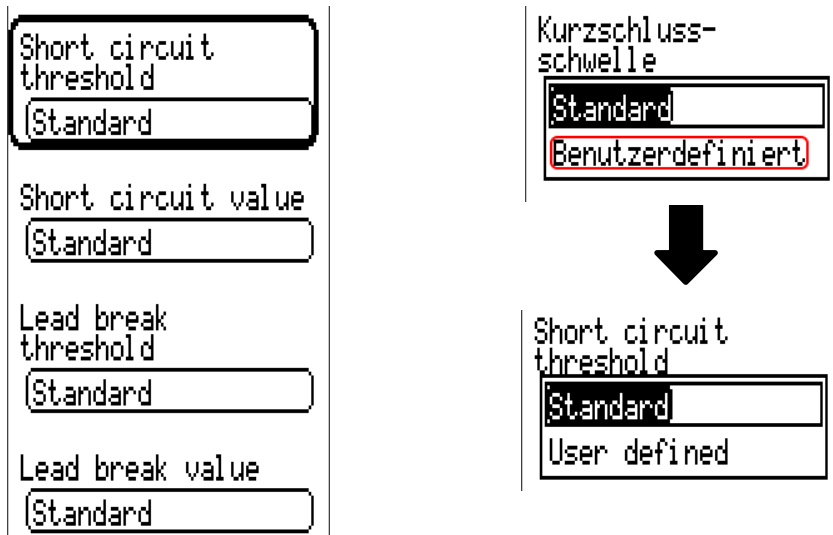 Short circuit
threshold
Standard
Short circuit value
Standard
Lead break
threshold
Standard
Lead break value
Standard
Kurzschluss-
schwelle
Standard
Benutzerdefiniert
Short circuit
threshold
Standard
User defined